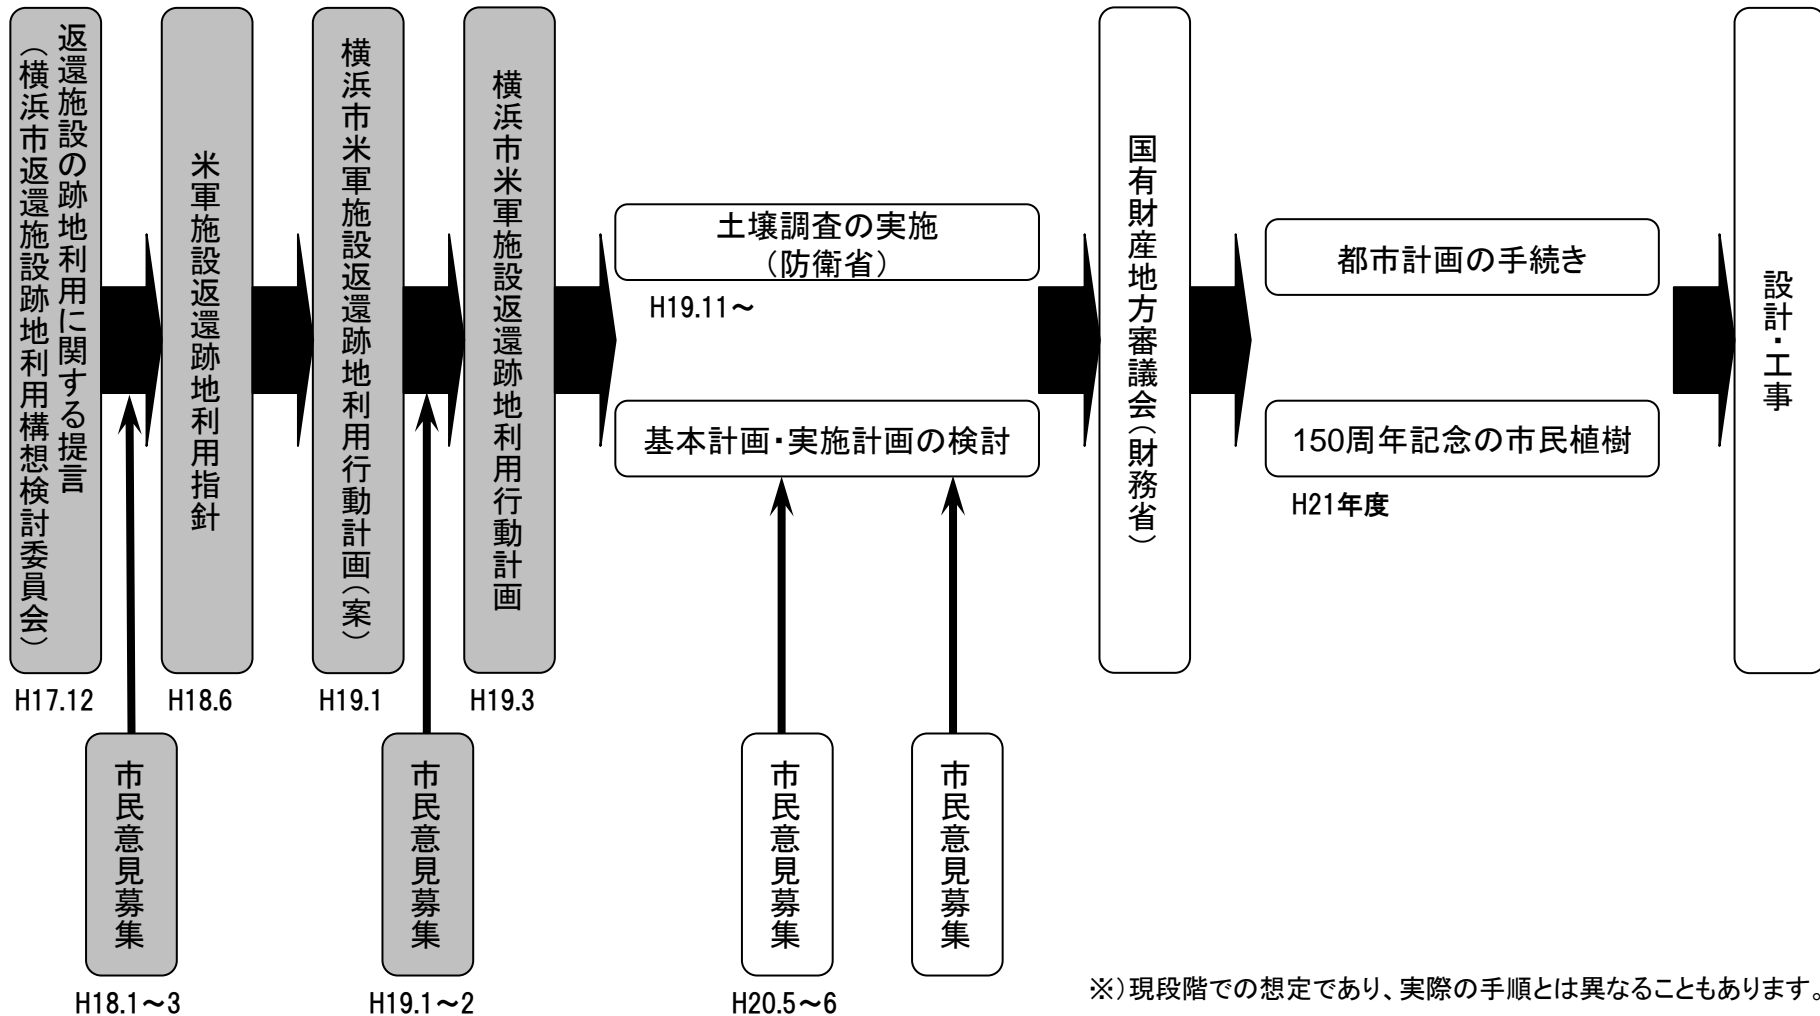 返還施設の跡地利用に関する提言
（横浜市返還施設跡地利用構想検討委員会）
H17.12
米軍施設返還跡地利用指針
H18.6
横浜市米軍施設返還跡地利用行動計画（案）
H19.1
横浜市米軍施設返還跡地利用行動計画
H19.3
土壌調査の実施
（防衛省）
H19.11～
基本計画・実施計画の検討
国有財産地方審議会（財務省）
都市計画の手続き
150周年記念の市民植樹
H21年度
設計・工事
市民意見募集
H18.1～3
市民意見募集
H19.1～2
市民意見募集
H20.5～6
市民意見募集
※）現段階での想定であり、実際の手順とは異なることもあります。